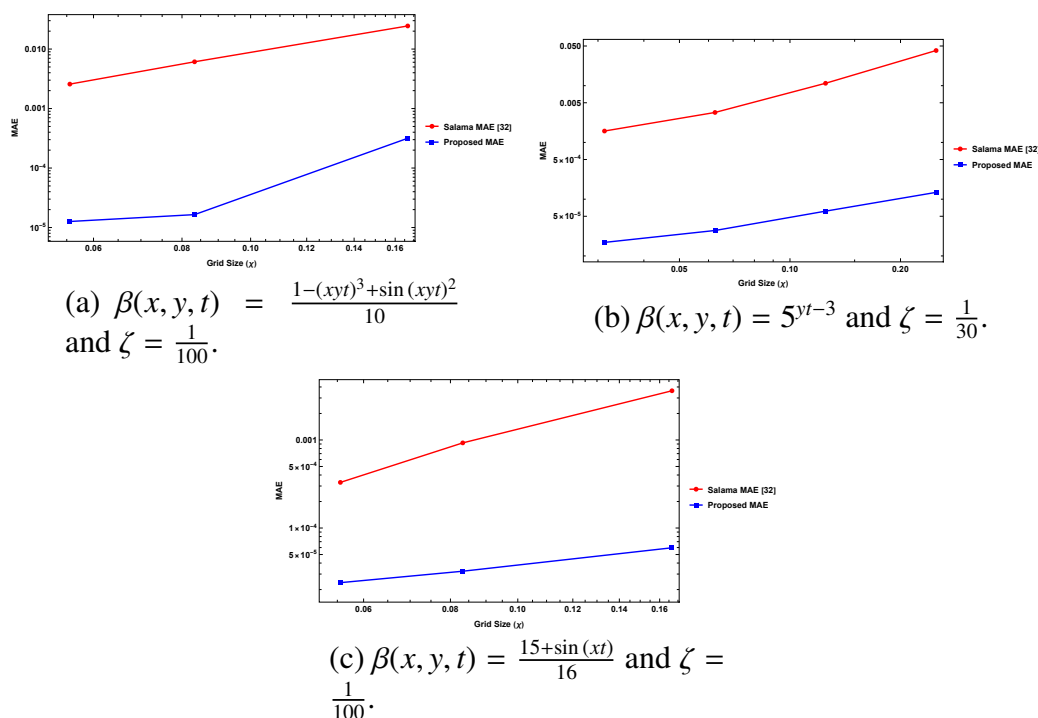 0.010
0.001
10⁻⁴
10⁻⁵
MAE
0.06 0.08 0.10 0.12 0.14 0.16
Grid Size (χ)
Salama MAE [32]
Proposed MAE
(a) β(x, y, t) = \frac{1−(xyt)^3+\sin (xyt)^2}{10}
and ζ = \frac{1}{100}.
0.050
0.005
5×10⁻⁴
5×10⁻⁵
MAE
0.05 0.10 0.20
Grid Size (χ)
Salama MAE [32]
Proposed MAE
(b) β(x, y, t) = 5^{yt−3} and ζ = \frac{1}{30}.
0.001
5×10⁻⁴
1×10⁻⁴
5×10⁻⁵
MAE
0.06 0.08 0.10 0.12 0.14 0.16
Grid Size (χ)
Salama MAE [32]
Proposed MAE
(c) β(x, y, t) = \frac{15+\sin (xt)}{16} and ζ =
\frac{1}{100}.